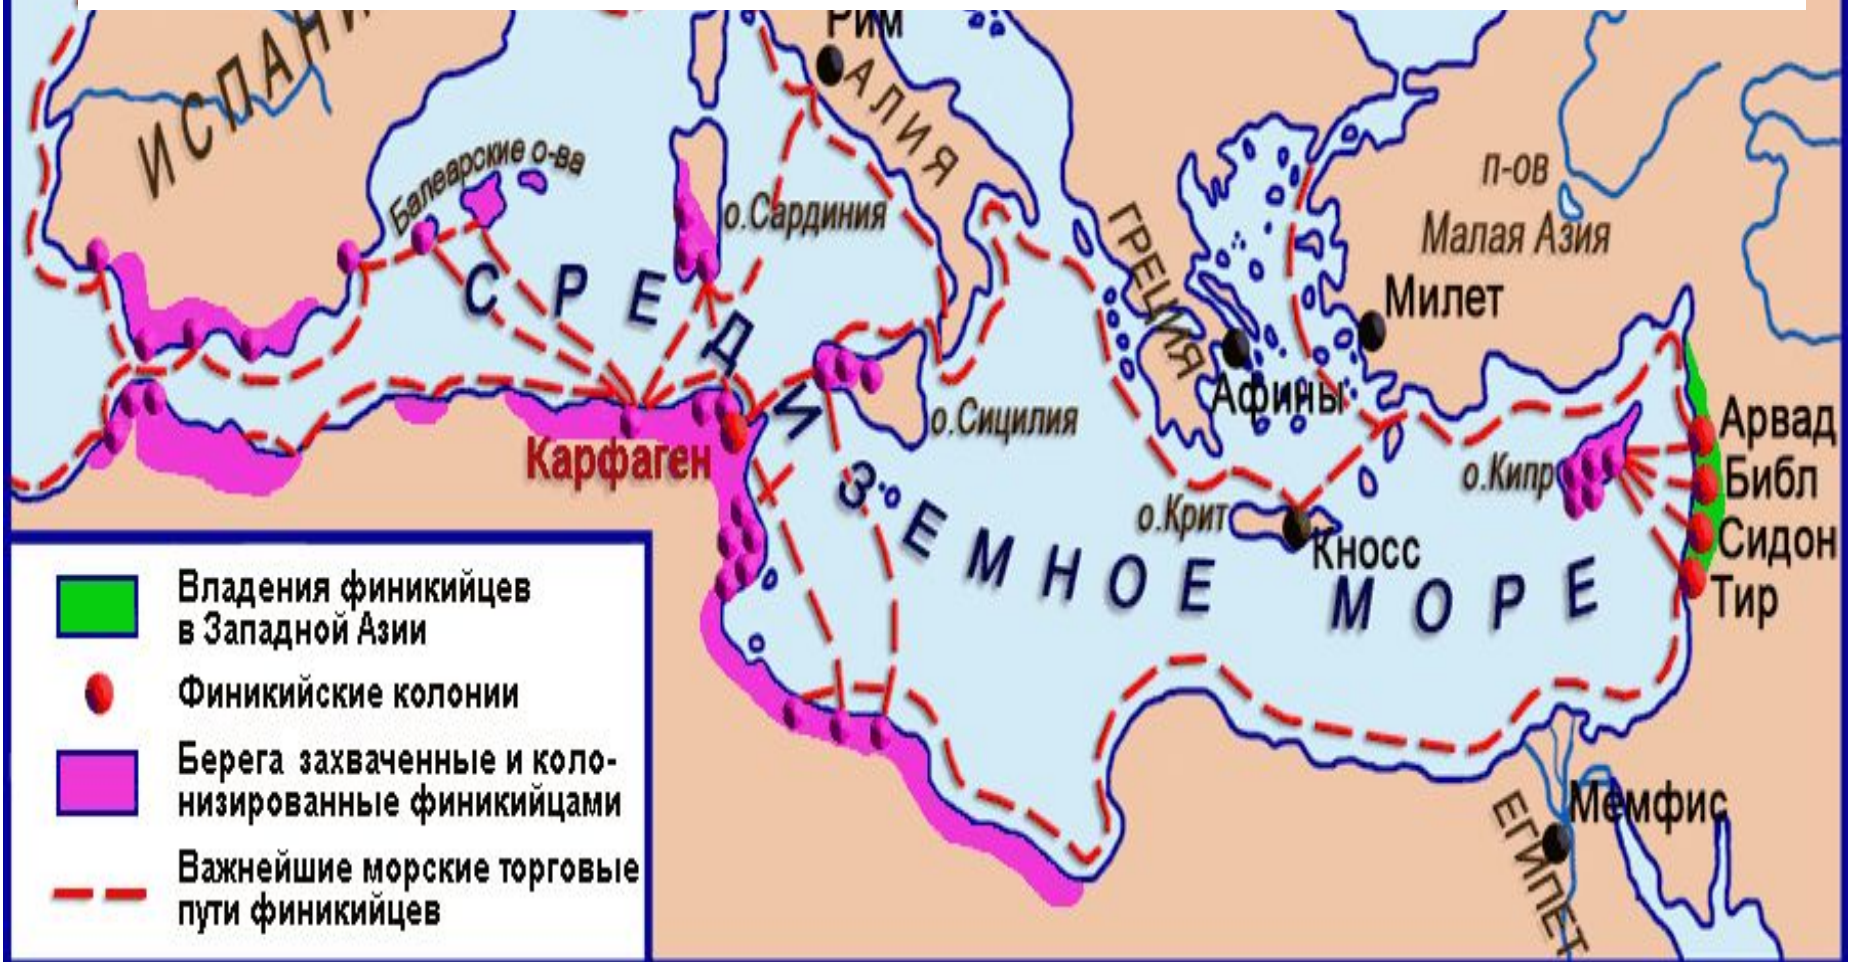 Рим
ИСПАНИ
АЛИЯ
Балеарские о-ва
о.Сардиния
ГРЕЦИЯ
п-ов
Малая Азия
Милет
Афины
СРЕДИЗЕМНОЕ МОРЕ
о.Сицилия
Карфаген
о.Крит
Кносс
о.Кипр
Арвад
Библ
Сидон
Тир
Мемфис
ЕГИПЕТ
Владения финикийцев
в Западной Азии
Финикийские колонии
Берега захваченные и коло-
низированные финикийцами
Важнейшие морские торговые
пути финикийцев